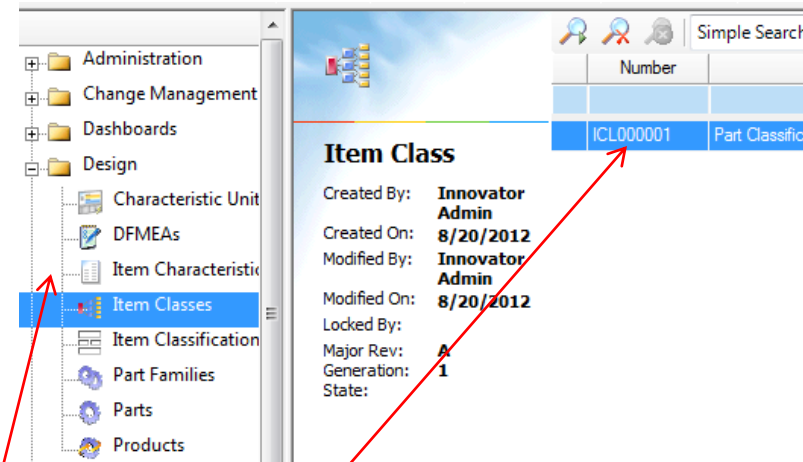 Administration
Change Management
Dashboards
Design
Characteristic Unit
DFMEAs
Item Characteristic
Item Classes
Item Classification
Part Families
Parts
Products
Item Class
Created By: Innovator Admin
Created On: 8/20/2012
Modified By: Innovator Admin
Modified On: 8/20/2012
Locked By:
Major Rev: A
Generation: 1
State:
Simple Search
Number
ICL000001 Part Classific